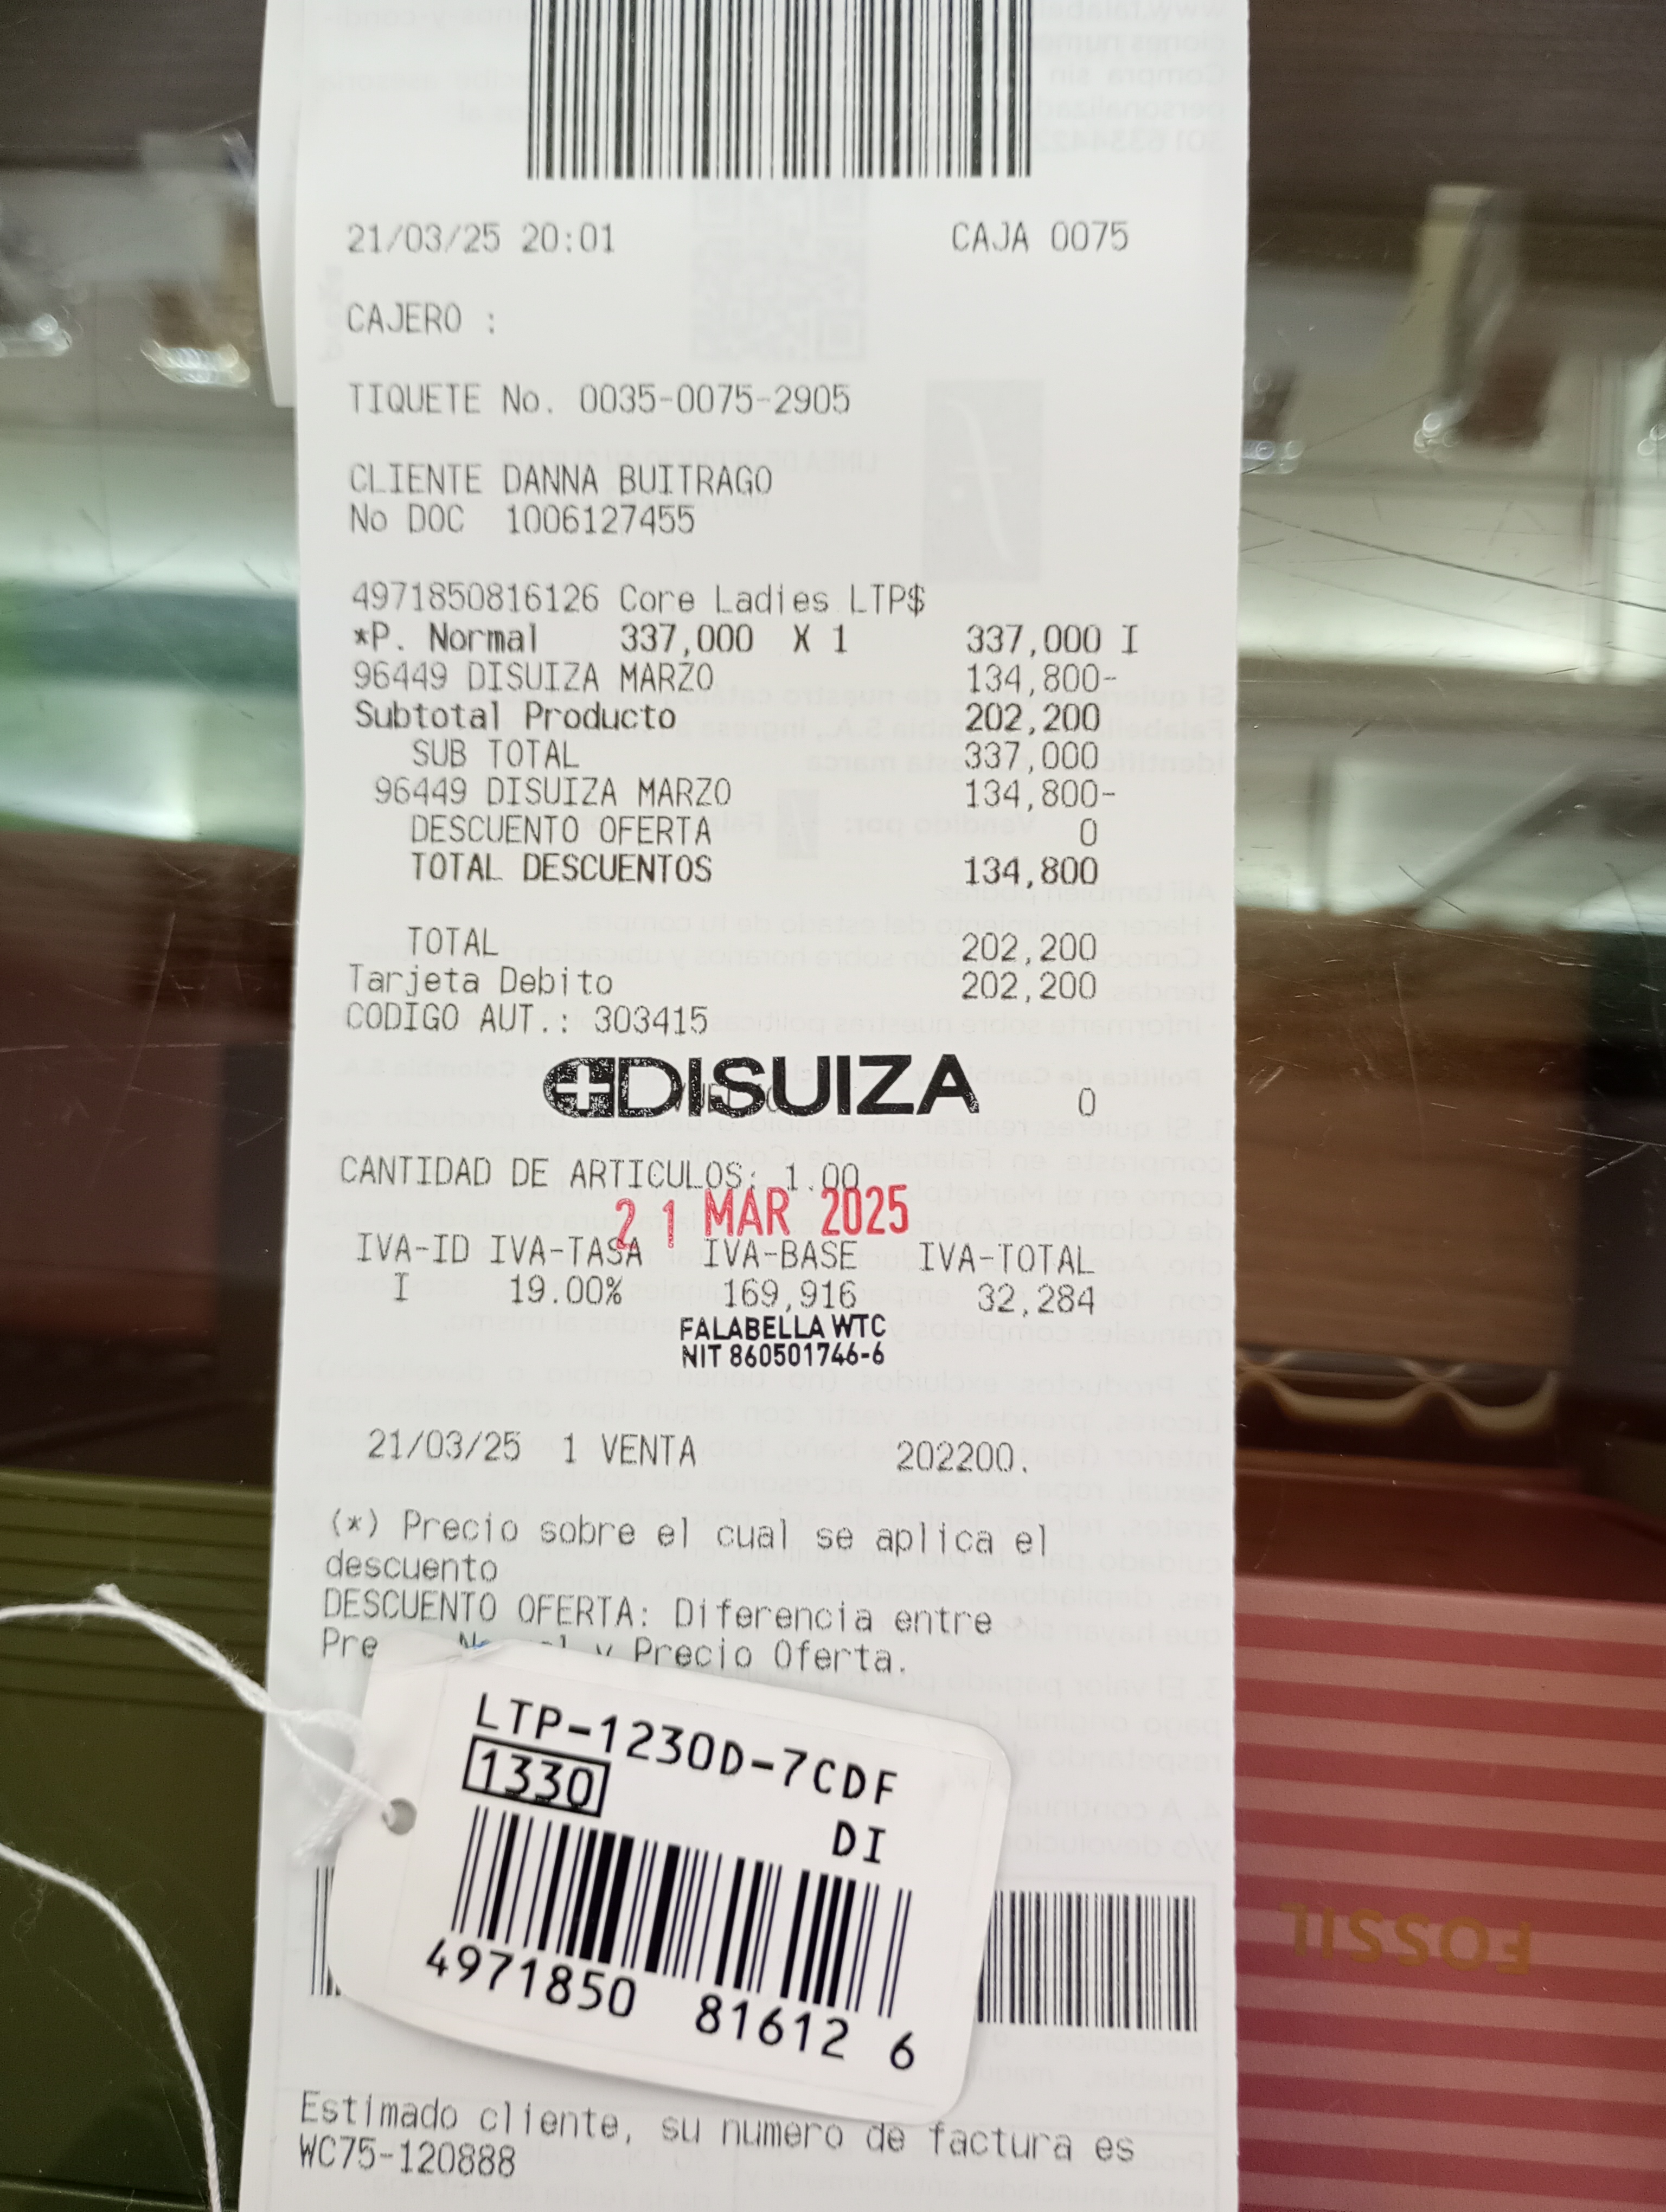 21/03/25 20:01 CAJA 0075
CAJERO :
TIQUETE No. 0035-0075-2905
CLIENTE DANNA BUITRAGO
No DOC 1006127455
4971850816126 Core Ladies LTP$
*P. Normal 337,000 X 1 337,000 I
96449 DISUIZA MARZO 134,800-
Subtotal Producto 202,200
SUB TOTAL 337,000
96449 DISUIZA MARZO 134,800-
DESCUENTO OFERTA 0
TOTAL DESCUENTOS 134,800
TOTAL 202,200
Tarjeta Debito 202,200
CODIGO AUT.: 303415
DISUIZA 0
CANTIDAD DE ARTICULOS: 1.00
21 MAR 2025
IVA-ID IVA-TASA IVA-BASE IVA-TOTAL
I 19.00% 169,916 32,284
FALABELLA WTC
NIT 860501746-6
21/03/25 1 VENTA 202200.
(*) Precio sobre el cual se aplica el
descuento
DESCUENTO OFERTA: Diferencia entre
y Precio Oferta.
LTP-1230D-7CDF
1330
DI
4971850 81612 6
FOSSIL
Estimado cliente, su numero de factura es
WC75-120888